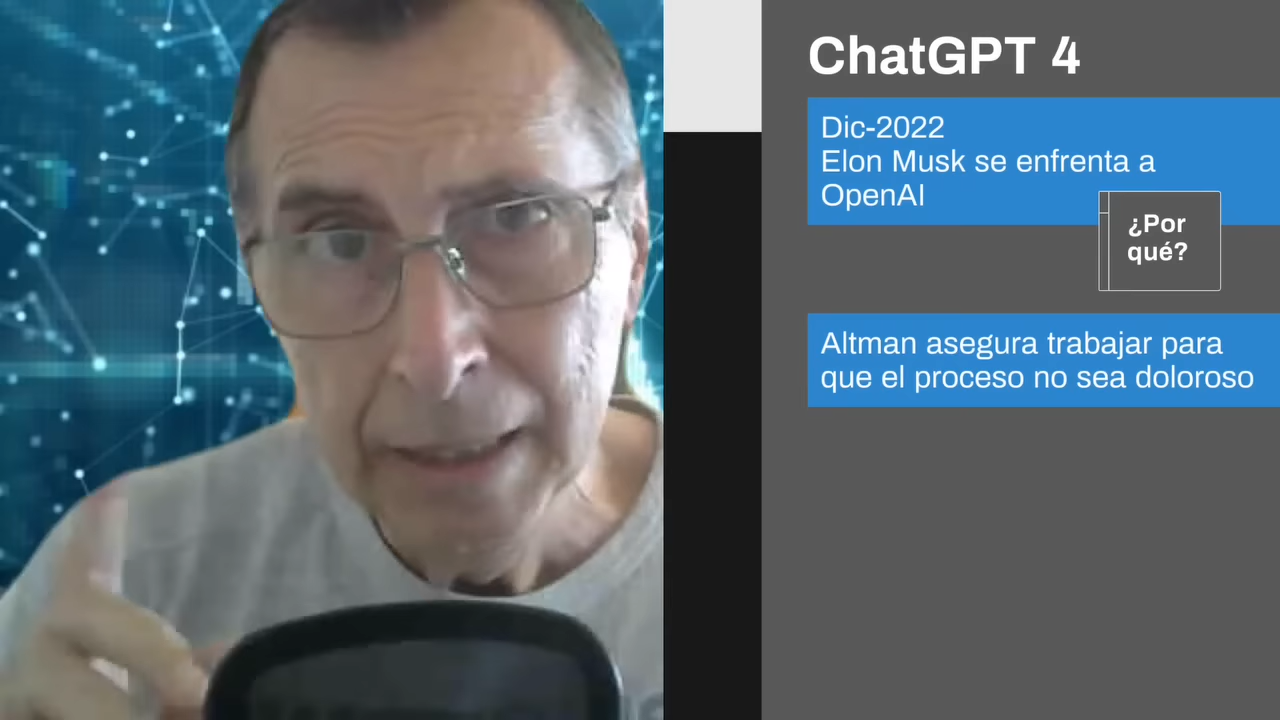 ChatGPT 4
Dic-2022
Elon Musk se enfrenta a
OpenAI
¿Por
qué?
Altman asegura trabajar para
que el proceso no sea doloroso